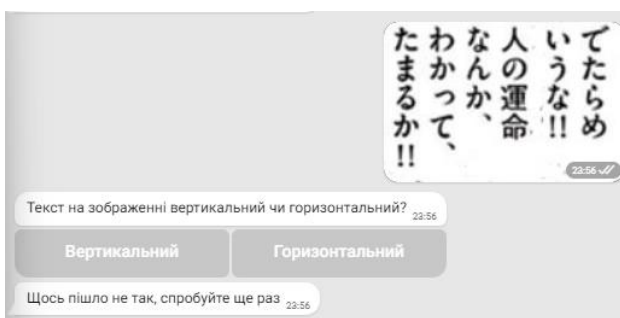 でたらめ
いうな!!
人の運命
なんか、
わかって、
たまるか!!
23:56
Текст на зображенні вертикальний чи горизонтальний?
23:56
Вертикальний
Горизонтальний
Щось пішло не так, спробуйте ще раз
23:56